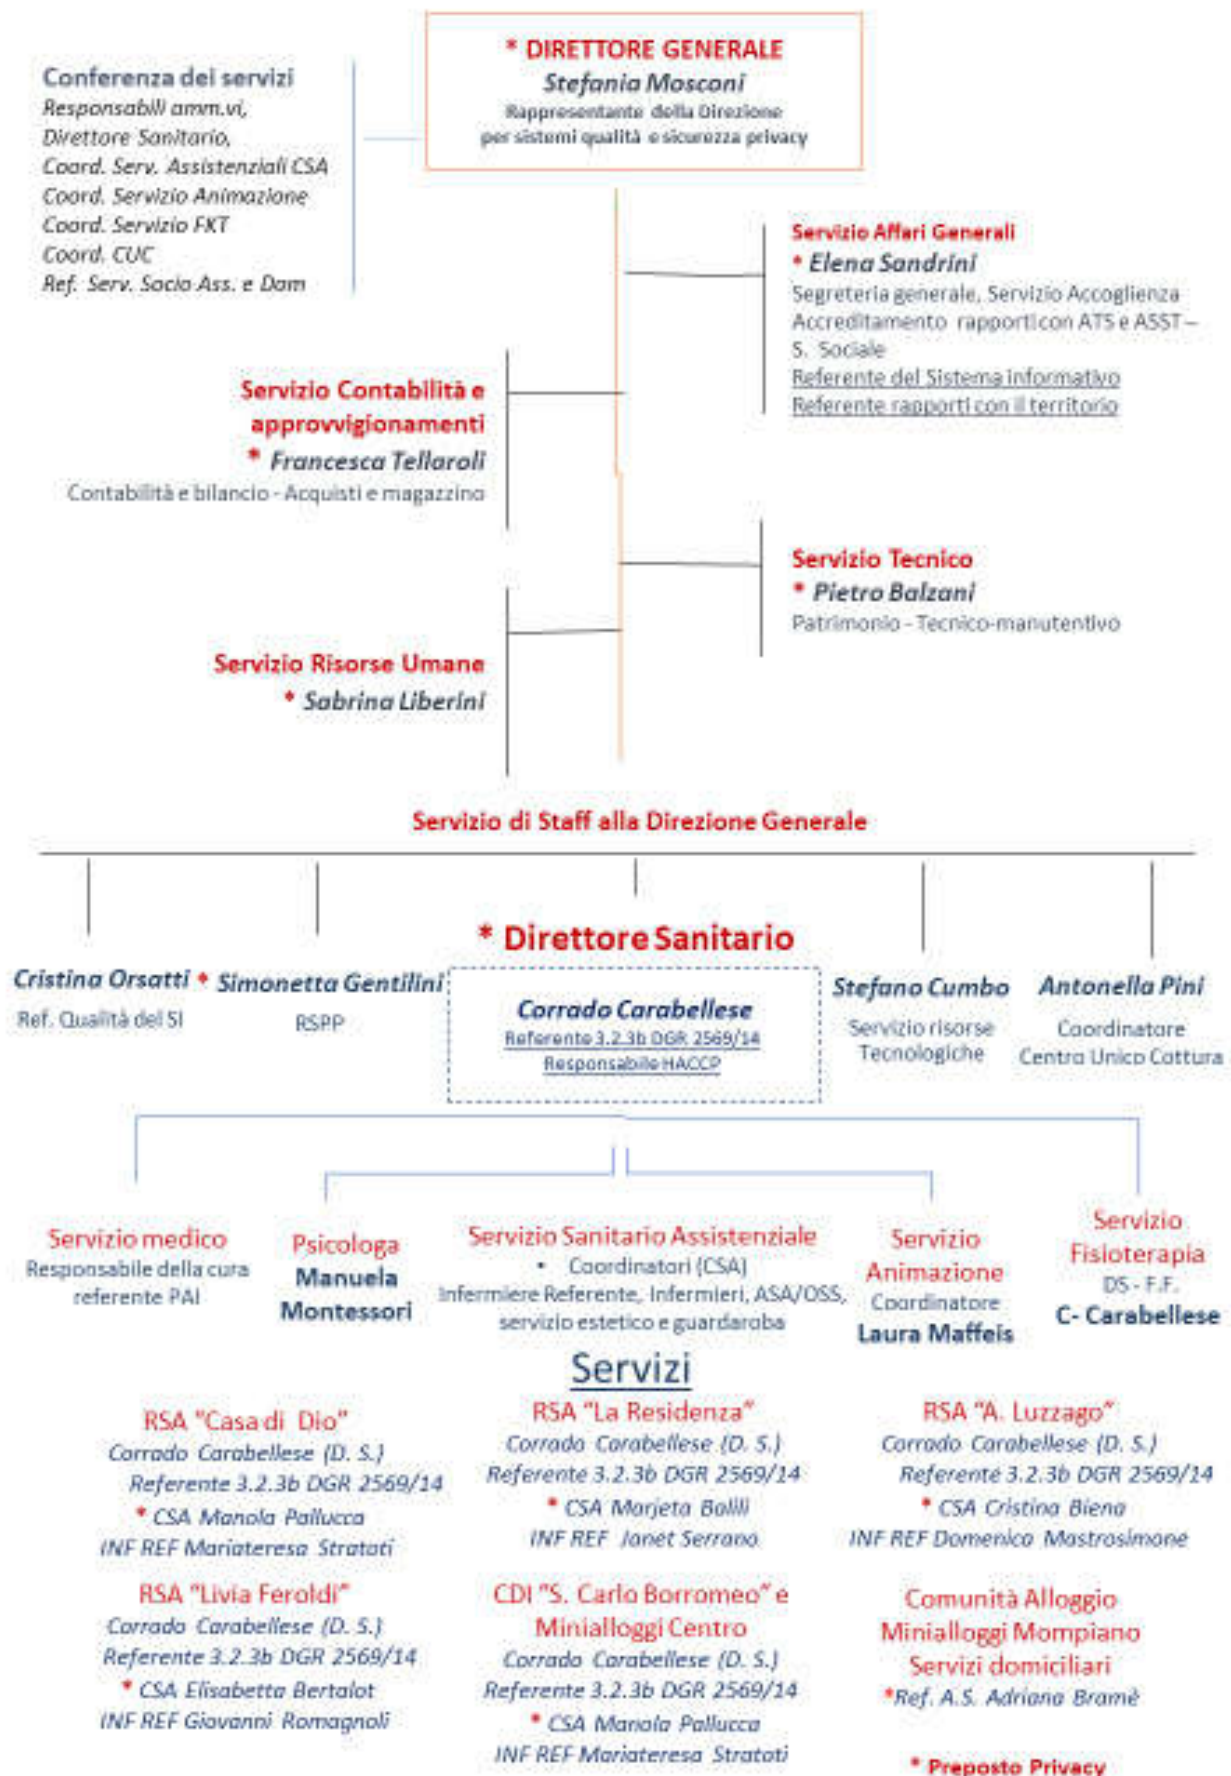 * DIRETTORE GENERALE
Stefania Mosconi
Rappresentante della Direzione
per sistemi qualità e sicurezza privacy
Conferenza dei servizi
Responsabili amm.vi,
Direttore Sanitario,
Coord. Serv. Assistenziali CSA
Coord. Servizio Animazione
Coord. Servizio FKT
Coord. CUC
Ref. Serv. Socio Ass. e Dom
Servizio Affari Generali
* Elena Sandrini
Segreteria generale, Servizio Accoglienza
Accreditamento rapporti con ATS e ASST –
S. Sociale
Referente del Sistema informativo
Referente rapporti con il territorio
Servizio Contabilità e
approvvigionamenti
* Francesca Tellaroli
Contabilità e bilancio - Acquisti e magazzino
Servizio Tecnico
* Pietro Balzani
Patrimonio - Tecnico-manutentivo
Servizio Risorse Umane
* Sabrina Liberini
Servizio di Staff alla Direzione Generale
Cristina Orsatti
Ref. Qualità del SI
* Simonetta Gentilini
RSPP
* Direttore Sanitario
Corrado Carabellese
Referente 3.2.3b DGR 2569/14
Responsabile HACCP
Stefano Cumbo
Servizio risorse
Tecnologiche
Antonella Pini
Coordinatore
Centro Unico Cottura
Servizio medico
Responsabile della cura
referente PAI
Psicologa
Manuela
Montessori
Servizio Sanitario Assistenziale
• Coordinatori (CSA)
Infermiere Referente, Infermieri, ASA/OSS,
servizio estetico e guardaroba
Servizio
Animazione
Coordinatore
Laura Maffeis
Servizio
Fisioterapia
DS - F.F.
C- Carabellese
Servizi
RSA "Casa di Dio"
Corrado Carabellese (D. S.)
Referente 3.2.3b DGR 2569/14
* CSA Manola Pallucca
INF REF Mariateresa Stratoti
RSA "La Residenza"
Corrado Carabellese (D. S.)
Referente 3.2.3b DGR 2569/14
* CSA Marjeta Balili
INF REF Janet Serrano
RSA "A. Luzzago"
Corrado Carabellese (D. S.)
Referente 3.2.3b DGR 2569/14
* CSA Cristina Biena
INF REF Domenica Mastrosimone
RSA "Livia Feroldi"
Corrado Carabellese (D. S.)
Referente 3.2.3b DGR 2569/14
* CSA Elisabetta Bertalot
INF REF Giovanni Romagnoli
CDI "S. Carlo Borromeo" e
Minialloggi Centro
Corrado Carabellese (D. S.)
Referente 3.2.3b DGR 2569/14
* CSA Manola Pallucca
INF REF Mariateresa Stratoti
Comunità Alloggio
Minialloggi Mompiano
Servizi domiciliari
*Ref. A.S. Adriana Bramè
* Preposto Privacy